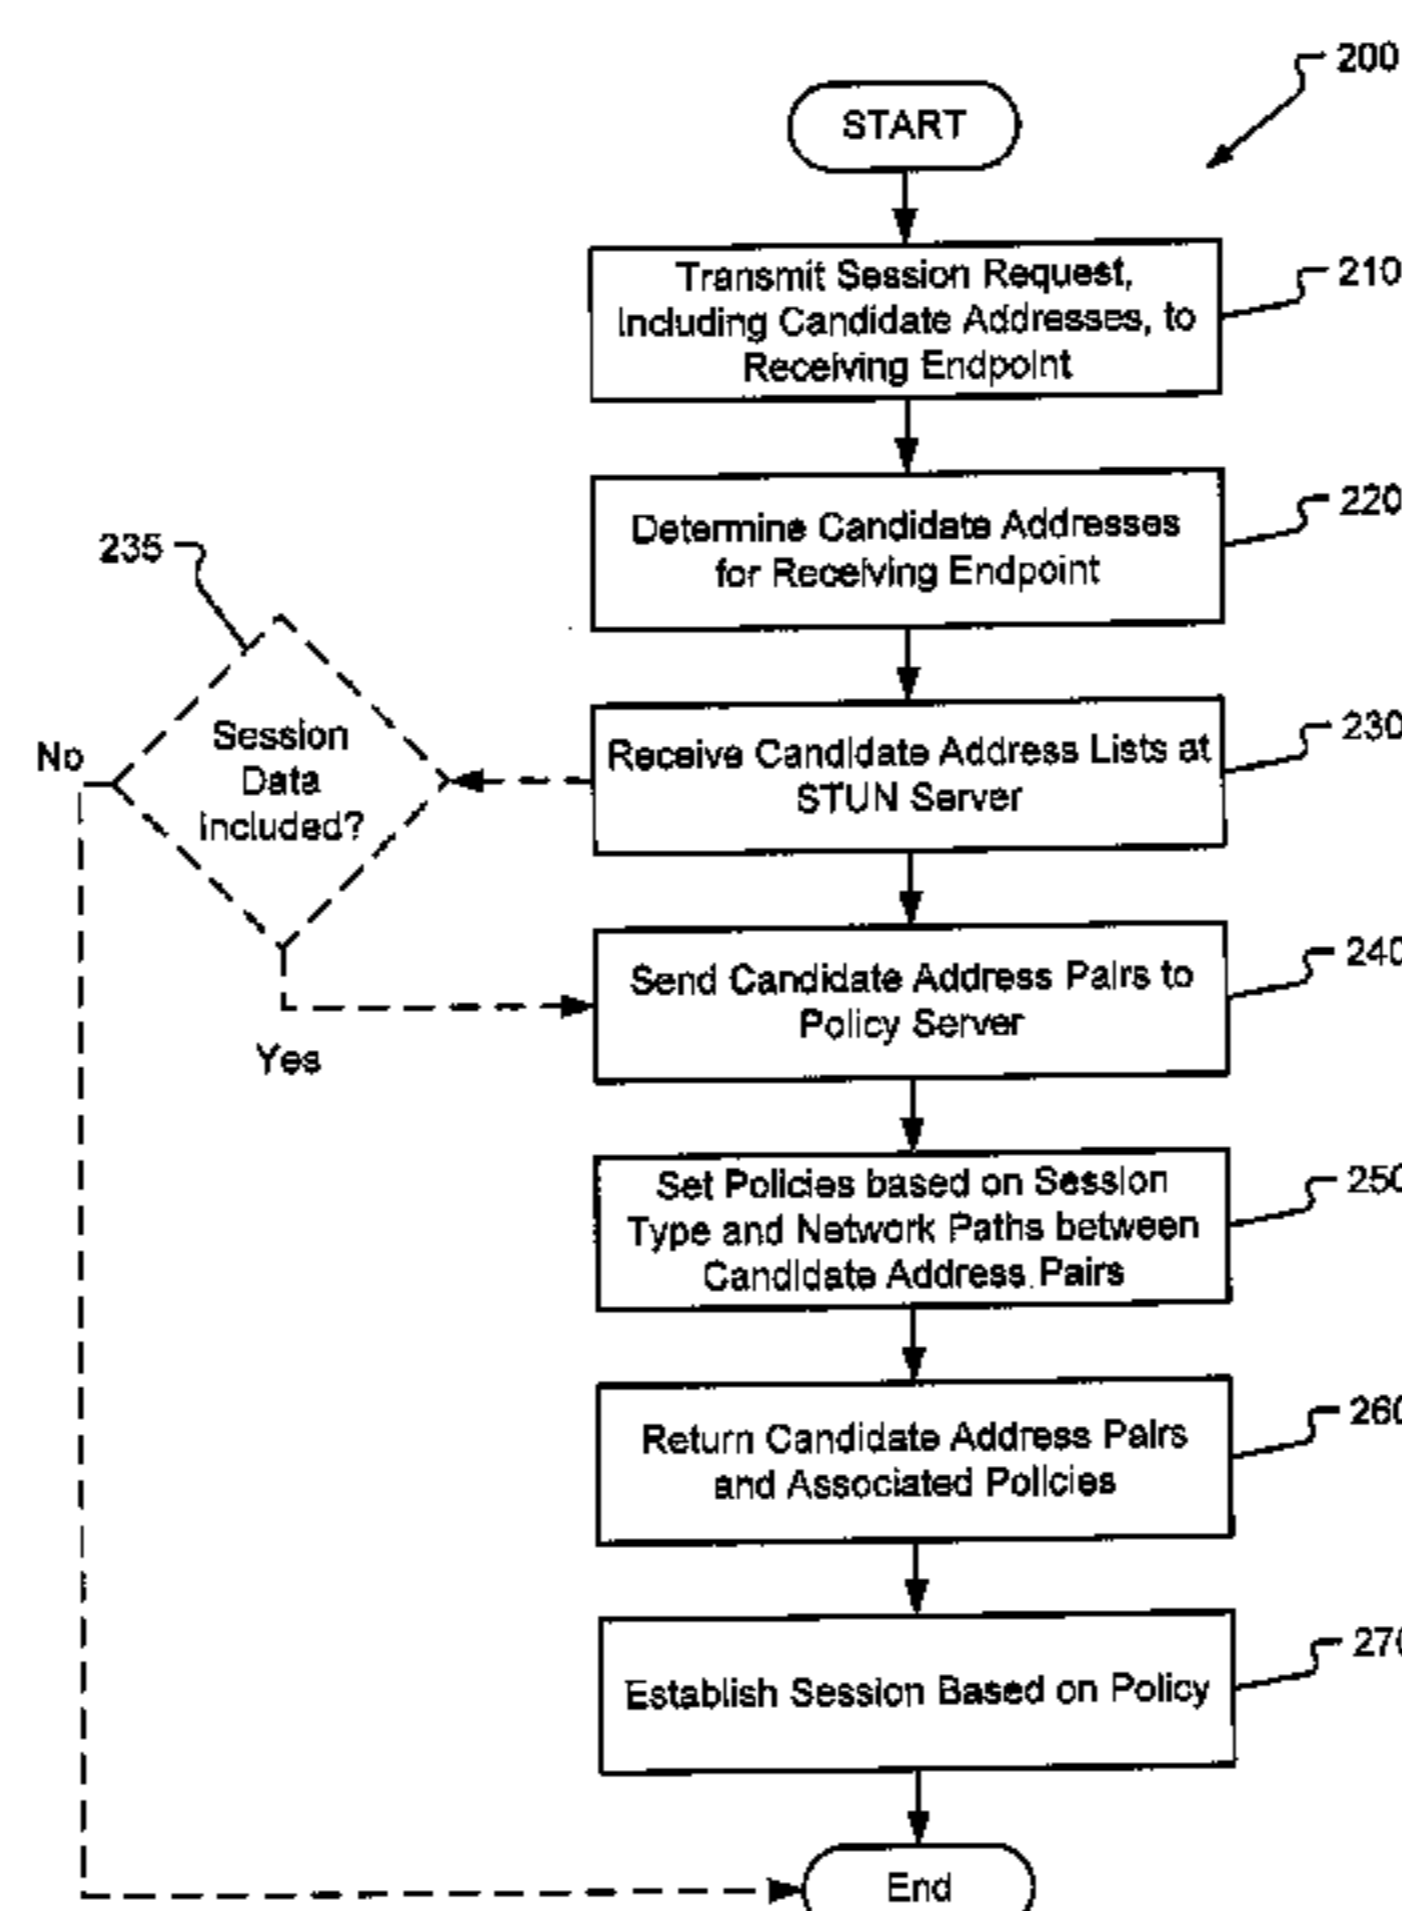 200
START
Transmit Session Request,
Including Candidate Addresses, to
Receiving Endpoint
210
Determine Candidate Addresses
for Receiving Endpoint
220
235
Session
Data
included?
No
Yes
Receive Candidate Address Lists at
STUN Server
230
Send Candidate Address Pairs to
Policy Server
240
Set Policies based on Session
Type and Network Paths between
Candidate Address Pairs
250
Return Candidate Address Pairs
and Associated Policies
260
Establish Session Based on Policy
270
End